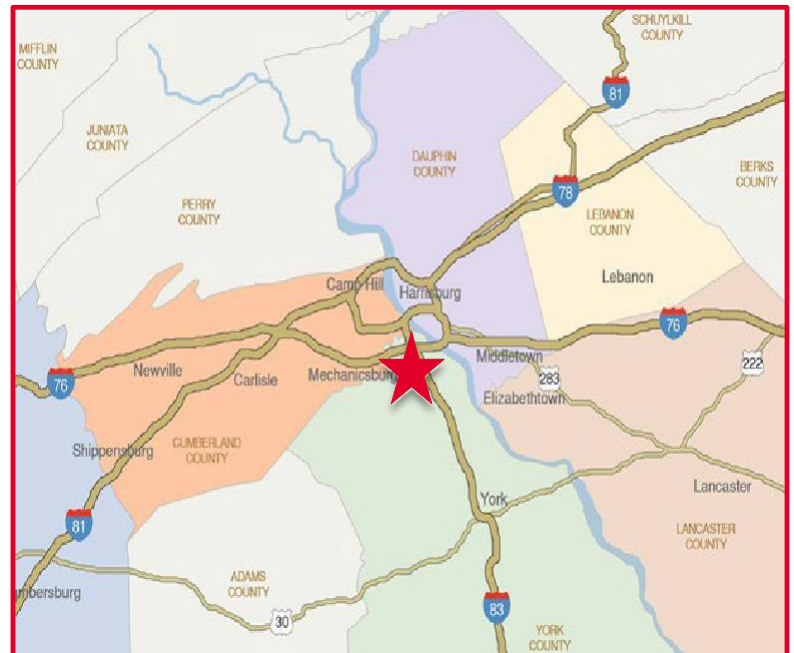 SCHUYLKILL
COUNTY
MIFFLIN
COUNTY
81
JUNIATA
COUNTY
DAUPHIN
COUNTY
BERKS
COUNTY
78
PERRY
COUNTY
LEBANON
COUNTY
Lebanon
Camp Hill
Harrisburg
76
Middletown
222
Newville
Mechanicsburg
76
Carlisle
283
Elizabethtown
CUMBERLAND
COUNTY
Shippensburg
Lancaster
York
81
LANCASTER
COUNTY
ADAMS
COUNTY
mbersburg
30
83
YORK
COUNTY